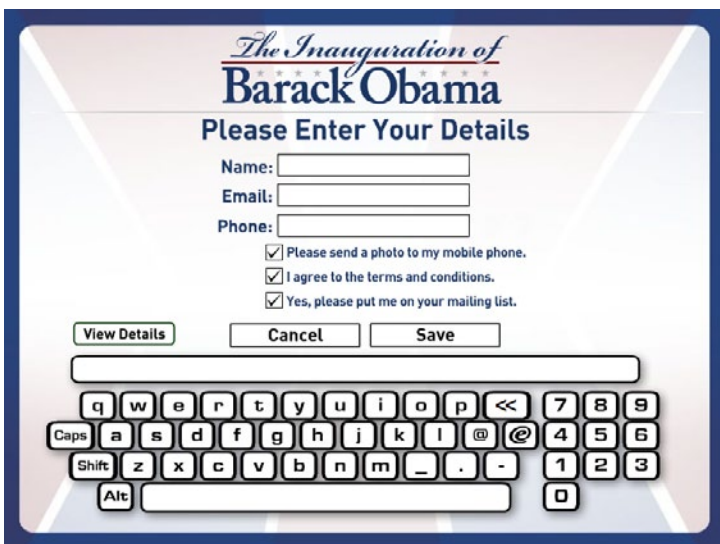 The Inauguration of
Barack Obama
Please Enter Your Details
Name:
Email:
Phone:
Please send a photo to my mobile phone.
I agree to the terms and conditions.
Yes, please put me on your mailing list.
View Details Cancel Save
q w e r t y u i o p << 7 8 9
Caps a s d f g h j k l @ @ 4 5 6
Shift z x c v b n m _ . - 1 2 3
Alt 0